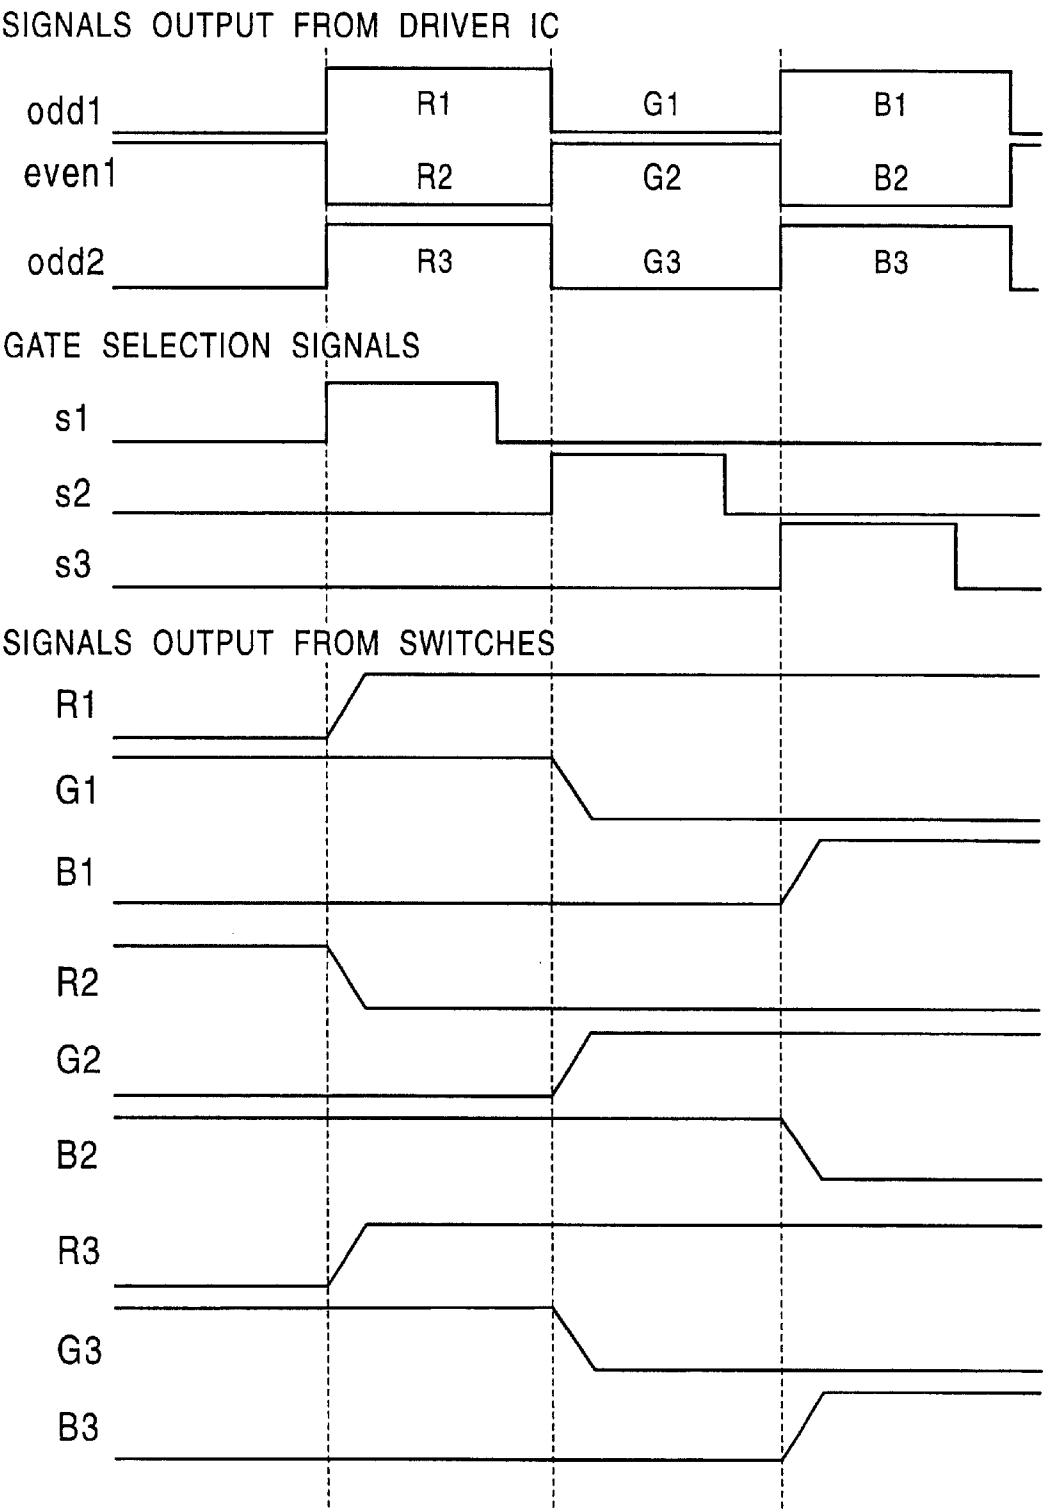 SIGNALS OUTPUT FROM DRIVER IC
odd1 R1 G1 B1
even1 R2 G2 B2
odd2 R3 G3 B3
GATE SELECTION SIGNALS
s1
s2
s3
SIGNALS OUTPUT FROM SWITCHES
R1
G1
B1
R2
G2
B2
R3
G3
B3